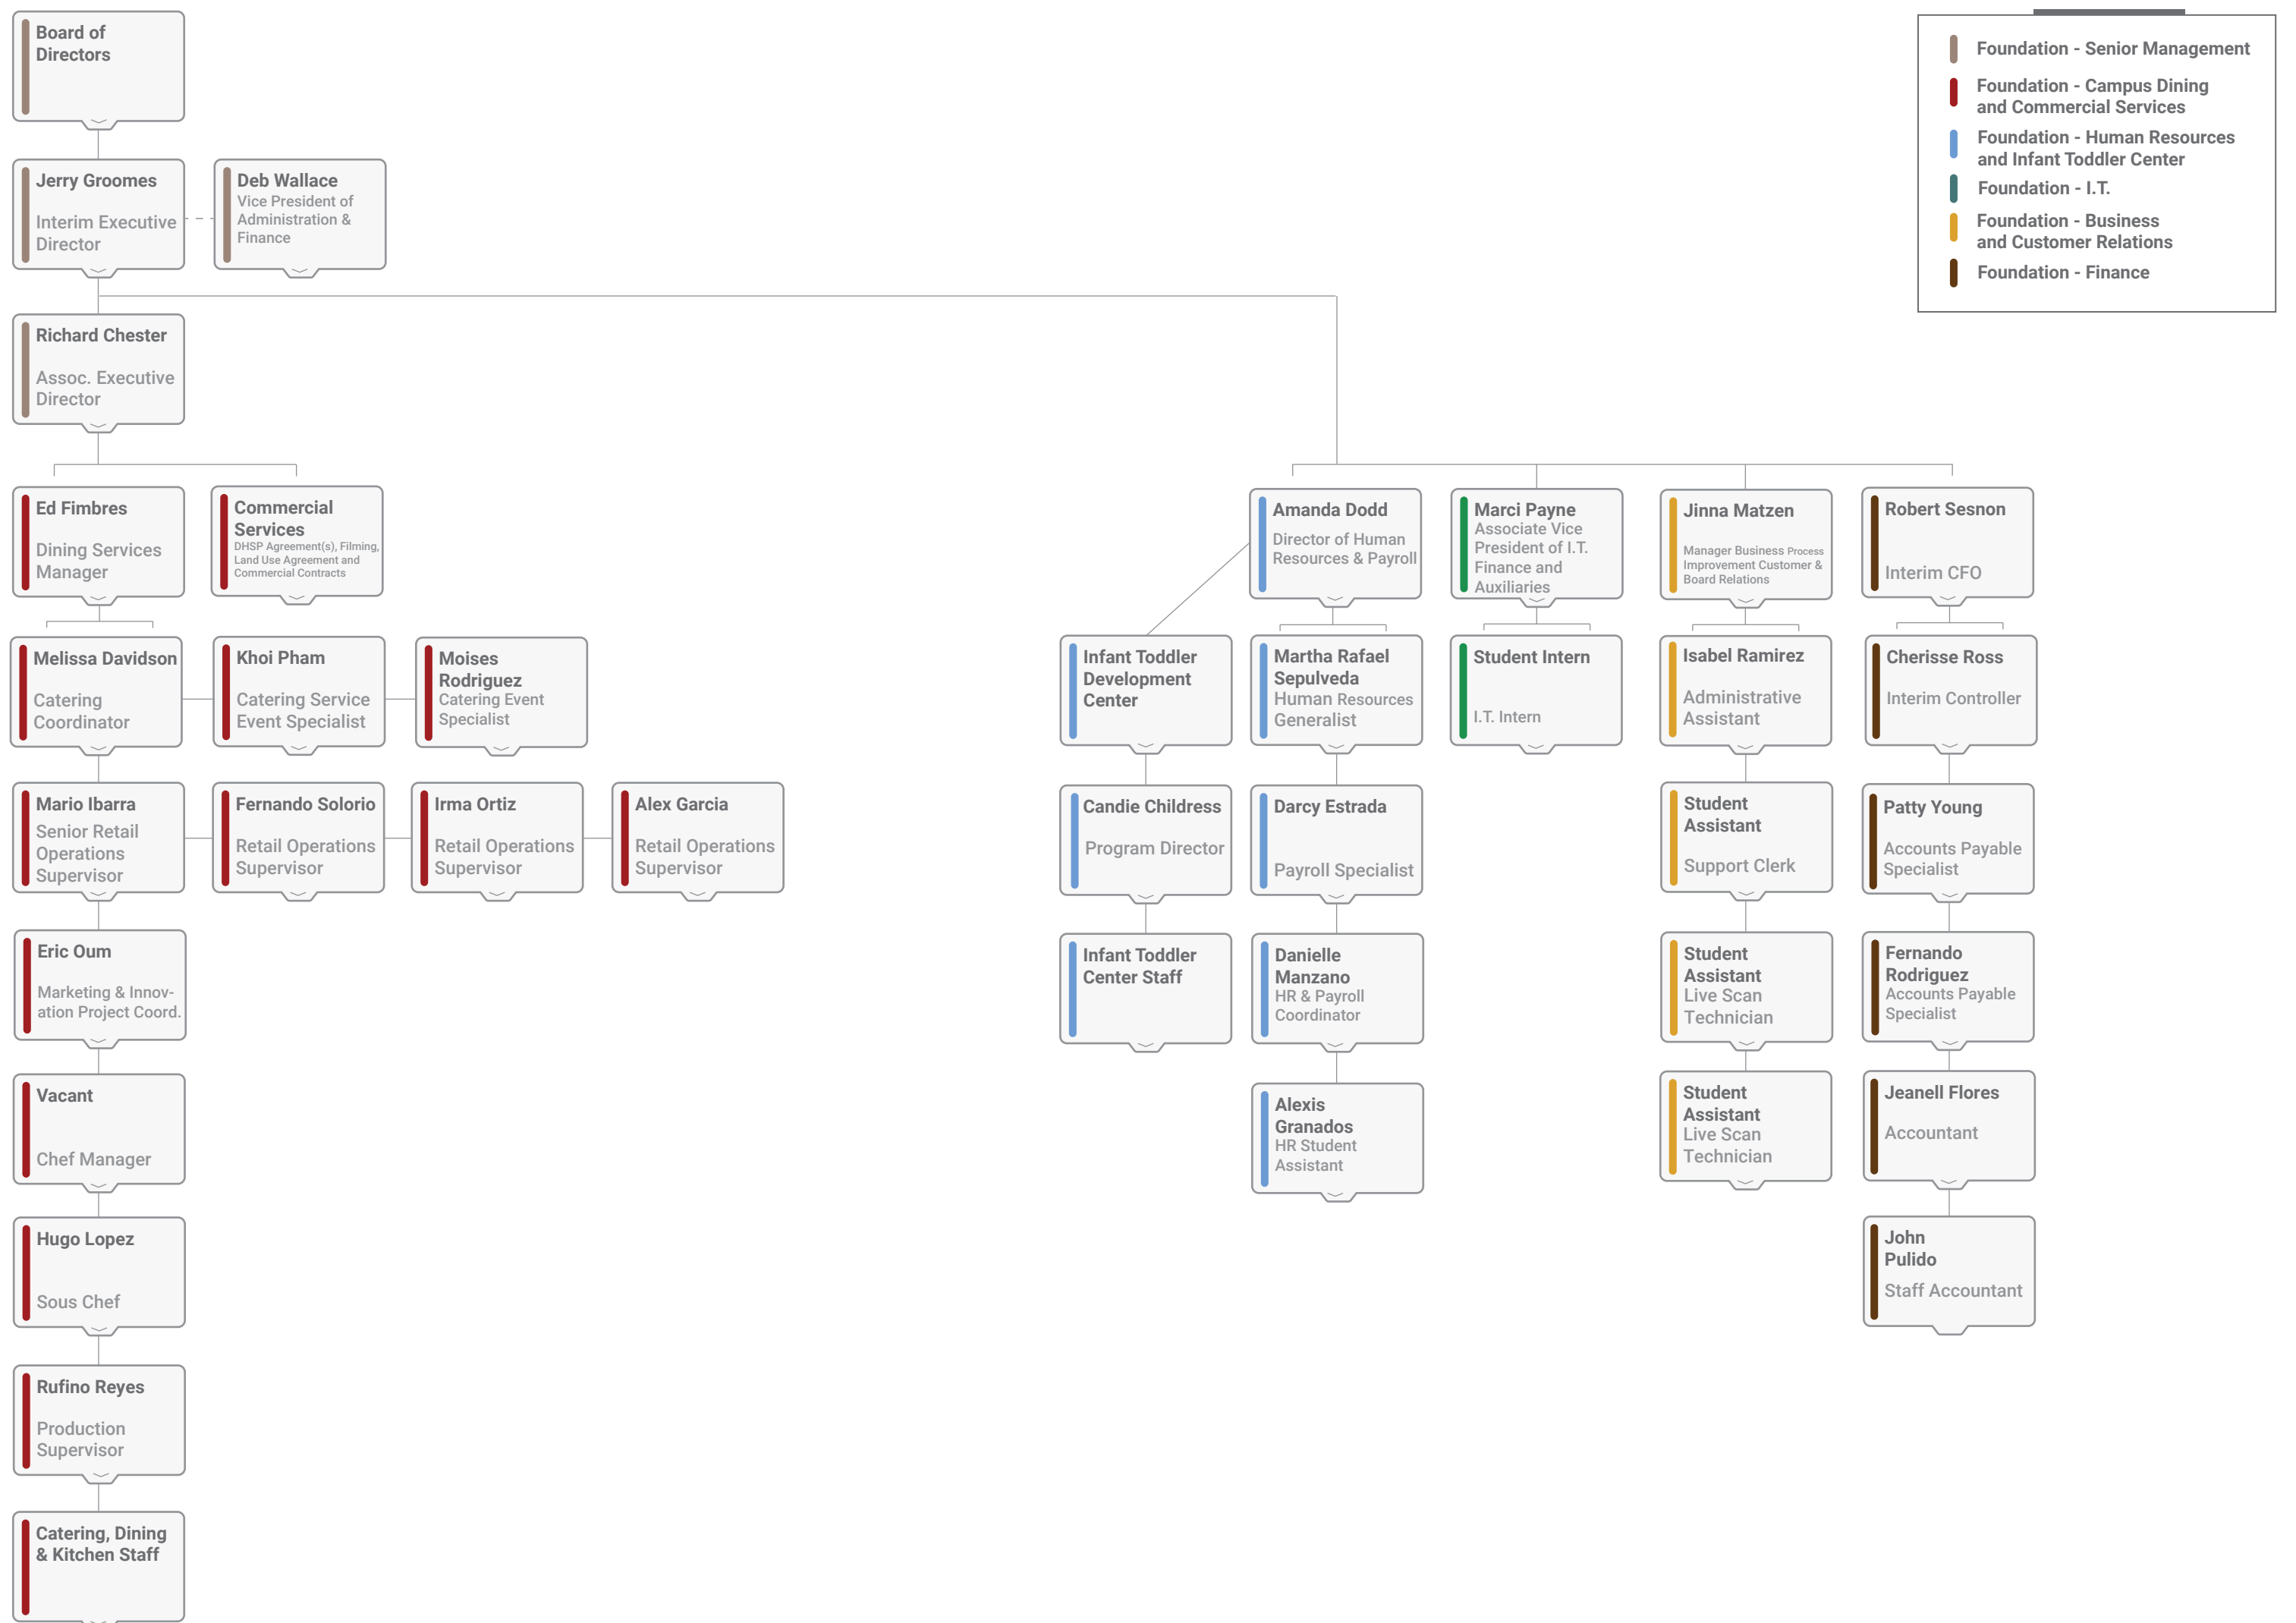 Board of
Directors
Foundation - Senior Management
Foundation - Campus Dining
and Commercial Services
Foundation - Human Resources
and Infant Toddler Center
Foundation - I.T.
Foundation - Business
and Customer Relations
Foundation - Finance
Jerry Groomes
Interim Executive
Director
Deb Wallace
Vice President of
Administration &
Finance
Richard Chester
Assoc. Executive
Director
Ed Fimbres
Dining Services
Manager
Commercial
Services
DHSP Agreement(s), Filming,
Land Use Agreement and
Commercial Contracts
Amanda Dodd
Director of Human
Resources & Payroll
Marci Payne
Associate Vice
President of I.T.
Finance and
Auxiliaries
Jinna Matzen
Manager Business Process
Improvement Customer &
Board Relations
Robert Sesnon
Interim CFO
Melissa Davidson
Catering
Coordinator
Khoi Pham
Catering Service
Event Specialist
Moises
Rodriguez
Catering Event
Specialist
Infant Toddler
Development
Center
Martha Rafael
Sepulveda
Human Resources
Generalist
Student Intern
I.T. Intern
Isabel Ramirez
Administrative
Assistant
Cherisse Ross
Interim Controller
Mario Ibarra
Senior Retail
Operations
Supervisor
Fernando Solorio
Retail Operations
Supervisor
Irma Ortiz
Retail Operations
Supervisor
Alex Garcia
Retail Operations
Supervisor
Candie Childress
Program Director
Darcy Estrada
Payroll Specialist
Student
Assistant
Support Clerk
Patty Young
Accounts Payable
Specialist
Eric Oum
Marketing & Innov-
ation Project Coord.
Infant Toddler
Center Staff
Danielle
Manzano
HR & Payroll
Coordinator
Student
Assistant
Live Scan
Technician
Fernando
Rodriguez
Accounts Payable
Specialist
Vacant
Chef Manager
Alexis
Granados
HR Student
Assistant
Student
Assistant
Live Scan
Technician
Jeanell Flores
Accountant
Hugo Lopez
Sous Chef
John
Pulido
Staff Accountant
Rufino Reyes
Production
Supervisor
Catering, Dining
& Kitchen Staff